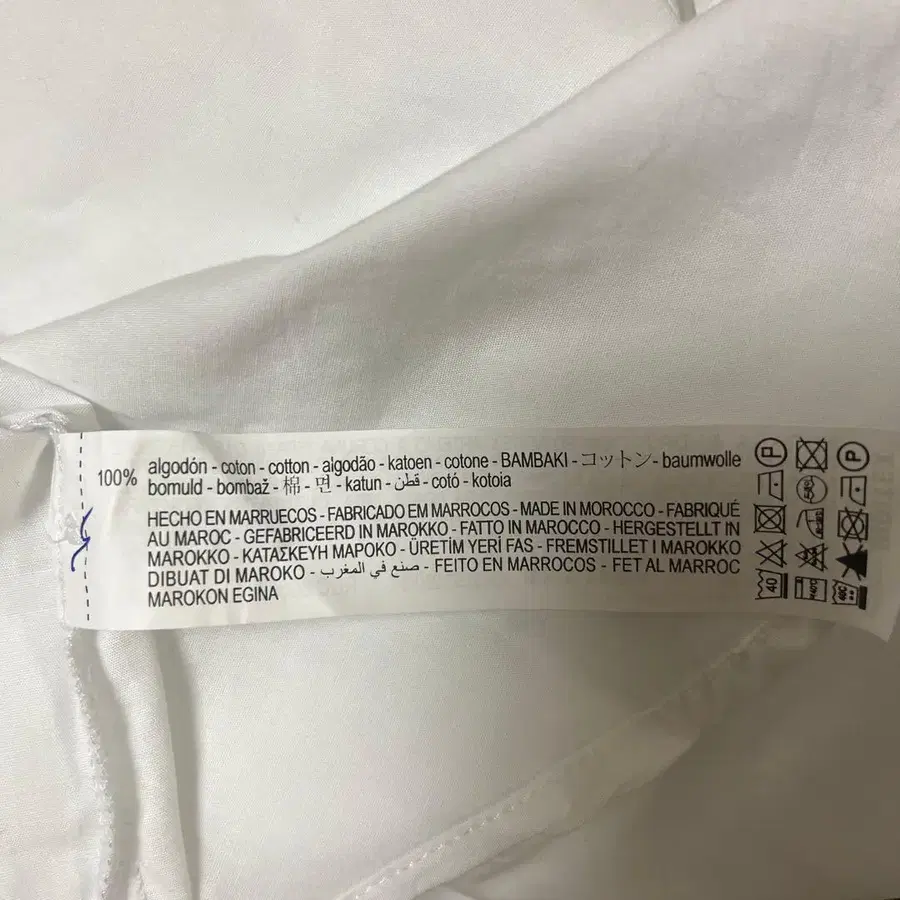 100% algodón - coton - cotton - algodão - katoen - cotone - BAMBAKI - コットン - baumwolle
bomuld - bombaž - 棉 - 면 - katun - قطن - cotó - kotoia
HECHO EN MARRUECOS - FABRICADO EM MARROCOS - MADE IN MOROCCO - FABRIQUÉ
AU MAROC - GEFABRICEERD IN MAROKKO - FATTO IN MAROCCO - HERGESTELLT IN
MAROKKO - ΚΑΤΑΣΚΕΥΗ ΜΑΡΟΚΟ - ÜRETİM YERİ FAS - FREMSTILLET I MAROKKO
DIBUAT DI MAROKO - صنع في المغرب - FEITO EN MARROCOS - FET AL MARROC
MAROKON EGINA
P
P
40